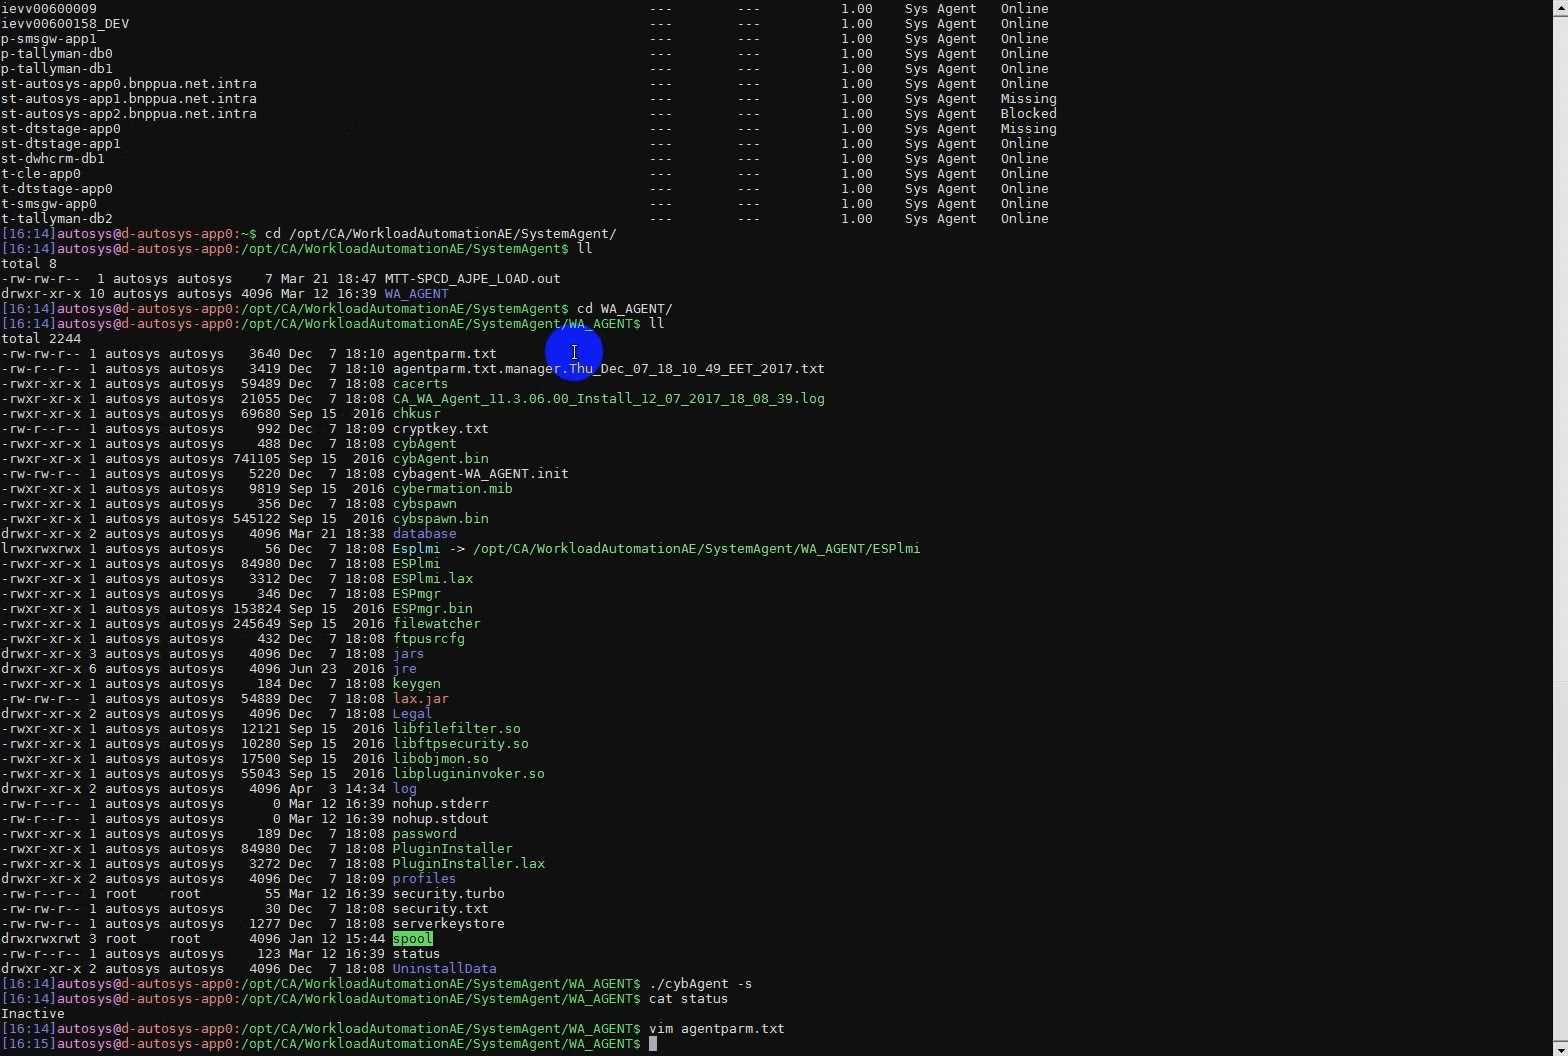 ievv00600009 --- --- 1.00 Sys Agent Online
ievv00600158_DEV --- --- 1.00 Sys Agent Online
p-smsgw-app1 --- --- 1.00 Sys Agent Online
p-tallyman-db0 --- --- 1.00 Sys Agent Online
p-tallyman-db1 --- --- 1.00 Sys Agent Online
st-autosys-app0.bnppua.net.intra --- --- 1.00 Sys Agent Online
st-autosys-app1.bnppua.net.intra --- --- 1.00 Sys Agent Missing
st-autosys-app2.bnppua.net.intra --- --- 1.00 Sys Agent Blocked
st-dtstage-app0 --- --- 1.00 Sys Agent Missing
st-dtstage-app1 --- --- 1.00 Sys Agent Online
st-dwhcrm-db1 --- --- 1.00 Sys Agent Online
t-cle-app0 --- --- 1.00 Sys Agent Online
t-dtstage-app0 --- --- 1.00 Sys Agent Online
t-smsgw-app0 --- --- 1.00 Sys Agent Online
t-tallyman-db2 --- --- 1.00 Sys Agent Online
[16:14]autosys@d-autosys-app0:~$ cd /opt/CA/WorkloadAutomationAE/SystemAgent/
[16:14]autosys@d-autosys-app0:/opt/CA/WorkloadAutomationAE/SystemAgent$ ll
total 8
-rw-rw-r-- 1 autosys autosys 7 Mar 21 18:47 MTT-SPCD_AJPE_LOAD.out
drwxr-xr-x 10 autosys autosys 4096 Mar 12 16:39 WA_AGENT
[16:14]autosys@d-autosys-app0:/opt/CA/WorkloadAutomationAE/SystemAgent$ cd WA_AGENT/
[16:14]autosys@d-autosys-app0:/opt/CA/WorkloadAutomationAE/SystemAgent/WA_AGENT$ ll
total 2244
-rw-rw-r-- 1 autosys autosys 3640 Dec 7 18:10 agentparm.txt
-rw-r--r-- 1 autosys autosys 3419 Dec 7 18:10 agentparm.txt.manager.Thu_Dec_07_18_10_49_EET_2017.txt
-rwxrwxr-x 1 autosys autosys 59489 Dec 7 18:08 cacerts
-rwxrwxr-x 1 autosys autosys 21055 Dec 7 18:08 CA_WA_Agent_11.3.06.00_Install_12_07_2017_18_08_39.log
-rwxr-xr-x 1 autosys autosys 69680 Sep 15 2016 chkusr
-rw-r--r-- 1 autosys autosys 992 Dec 7 18:09 cryptkey.txt
-rwxr-xr-x 1 autosys autosys 488 Dec 7 18:08 cybAgent
-rwxr-xr-x 1 autosys autosys 741105 Sep 15 2016 cybAgent.bin
-rw-rw-r-- 1 autosys autosys 5220 Dec 7 18:08 cybagent-WA_AGENT.init
-rwxr-xr-x 1 autosys autosys 9819 Sep 15 2016 cybermation.mib
-rwxr-xr-x 1 autosys autosys 356 Dec 7 18:08 cybspawn
-rwxr-xr-x 1 autosys autosys 545122 Sep 15 2016 cybspawn.bin
drwxr-xr-x 2 autosys autosys 4096 Mar 21 18:38 database
lrwxrwxrwx 1 autosys autosys 56 Dec 7 18:08 Esplmi -> /opt/CA/WorkloadAutomationAE/SystemAgent/WA_AGENT/ESPlmi
-rwxr-xr-x 1 autosys autosys 84980 Dec 7 18:08 ESPlmi
-rwxr-xr-x 1 autosys autosys 3312 Dec 7 18:08 ESPlmi.lax
-rwxr-xr-x 1 autosys autosys 346 Dec 7 18:08 ESPmgr
-rwxr-xr-x 1 autosys autosys 153824 Sep 15 2016 ESPmgr.bin
-rwxr-xr-x 1 autosys autosys 245649 Sep 15 2016 filewatcher
-rwxr-xr-x 1 autosys autosys 432 Dec 7 18:08 ftpusrcfg
drwxr-xr-x 3 autosys autosys 4096 Dec 7 18:08 jars
drwxr-xr-x 6 autosys autosys 4096 Jun 23 2016 jre
-rwxr-xr-x 1 autosys autosys 184 Dec 7 18:08 keygen
-rw-rw-r-- 1 autosys autosys 54889 Dec 7 18:08 lax.jar
drwxr-xr-x 2 autosys autosys 4096 Dec 7 18:08 Legal
-rwxr-xr-x 1 autosys autosys 12121 Sep 15 2016 libfilefilter.so
-rwxr-xr-x 1 autosys autosys 10280 Sep 15 2016 libftpsecurity.so
-rwxr-xr-x 1 autosys autosys 17500 Sep 15 2016 libobjmon.so
-rwxr-xr-x 1 autosys autosys 55043 Sep 15 2016 libplugininvoker.so
drwxr-xr-x 2 autosys autosys 4096 Apr 3 14:34 log
-rw-r--r-- 1 autosys autosys 0 Mar 12 16:39 nohup.stderr
-rw-r--r-- 1 autosys autosys 0 Mar 12 16:39 nohup.stdout
-rwxr-xr-x 1 autosys autosys 189 Dec 7 18:08 password
-rwxr-xr-x 1 autosys autosys 84980 Dec 7 18:08 PluginInstaller
-rwxr-xr-x 1 autosys autosys 3272 Dec 7 18:08 PluginInstaller.lax
drwxr-xr-x 2 autosys autosys 4096 Dec 7 18:09 profiles
-rw-r--r-- 1 root root 55 Mar 12 16:39 security.turbo
-rw-rw-r-- 1 autosys autosys 30 Dec 7 18:08 security.txt
-rw-rw-r-- 1 autosys autosys 1277 Dec 7 18:08 serverkeystore
drwxrwxrwt 3 root root 4096 Jan 12 15:44 spool
-rw-r--r-- 1 autosys autosys 123 Mar 12 16:39 status
drwxr-xr-x 2 autosys autosys 4096 Dec 7 18:08 UninstallData
[16:14]autosys@d-autosys-app0:/opt/CA/WorkloadAutomationAE/SystemAgent/WA_AGENT$ ./cybAgent -s
[16:14]autosys@d-autosys-app0:/opt/CA/WorkloadAutomationAE/SystemAgent/WA_AGENT$ cat status
Inactive
[16:14]autosys@d-autosys-app0:/opt/CA/WorkloadAutomationAE/SystemAgent/WA_AGENT$ vim agentparm.txt
[16:15]autosys@d-autosys-app0:/opt/CA/WorkloadAutomationAE/SystemAgent/WA_AGENT$